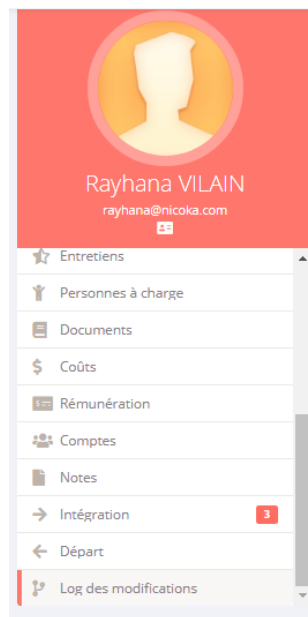 Rayhana VILAIN
rayhana@nicoka.com
Entretiens
Personnes à charge
Documents
Coûts
Rémunération
Comptes
Notes
Intégration 3
Départ
Log des modifications